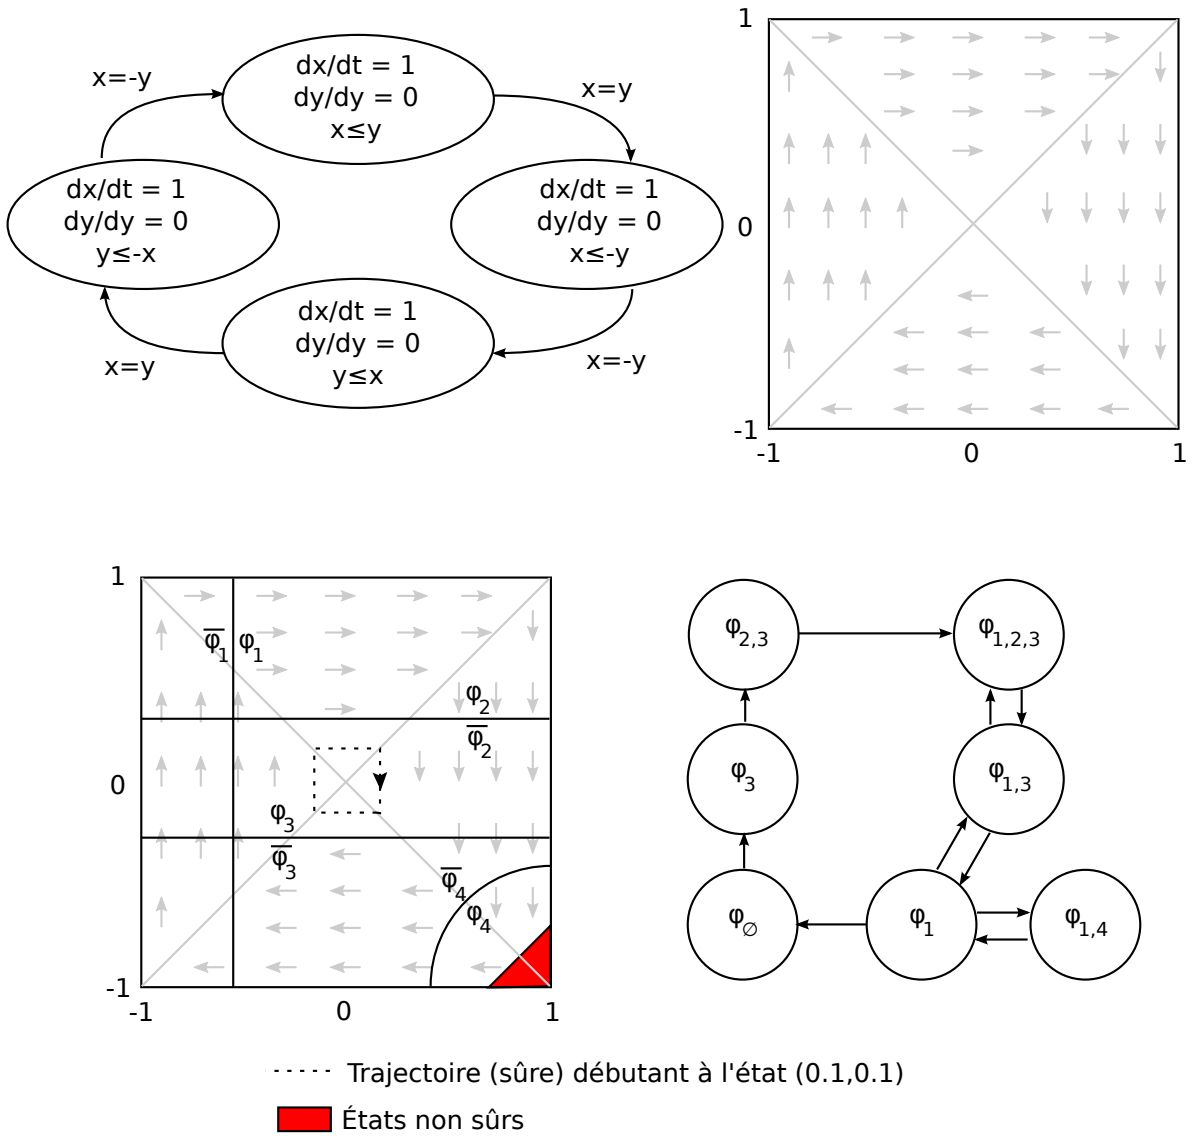 x=-y
dx/dt = 1
dy/dy = 0
x≤y
x=y
dx/dt = 1
dy/dy = 0
y≤-x
dx/dt = 1
dy/dy = 0
x≤-y
dx/dt = 1
dy/dy = 0
y≤x
x=y
x=-y
1
0
-1
-1 0 1
1
0
-1
-1 0 1
φ̅1 φ1
φ2
φ̅2
φ3
φ̅3
φ̅4
φ4
φ2,3
φ1,2,3
φ3
φ1,3
φ∅
φ1
φ1,4
Trajectoire (sûre) débutant à l'état (0.1,0.1)
États non sûrs